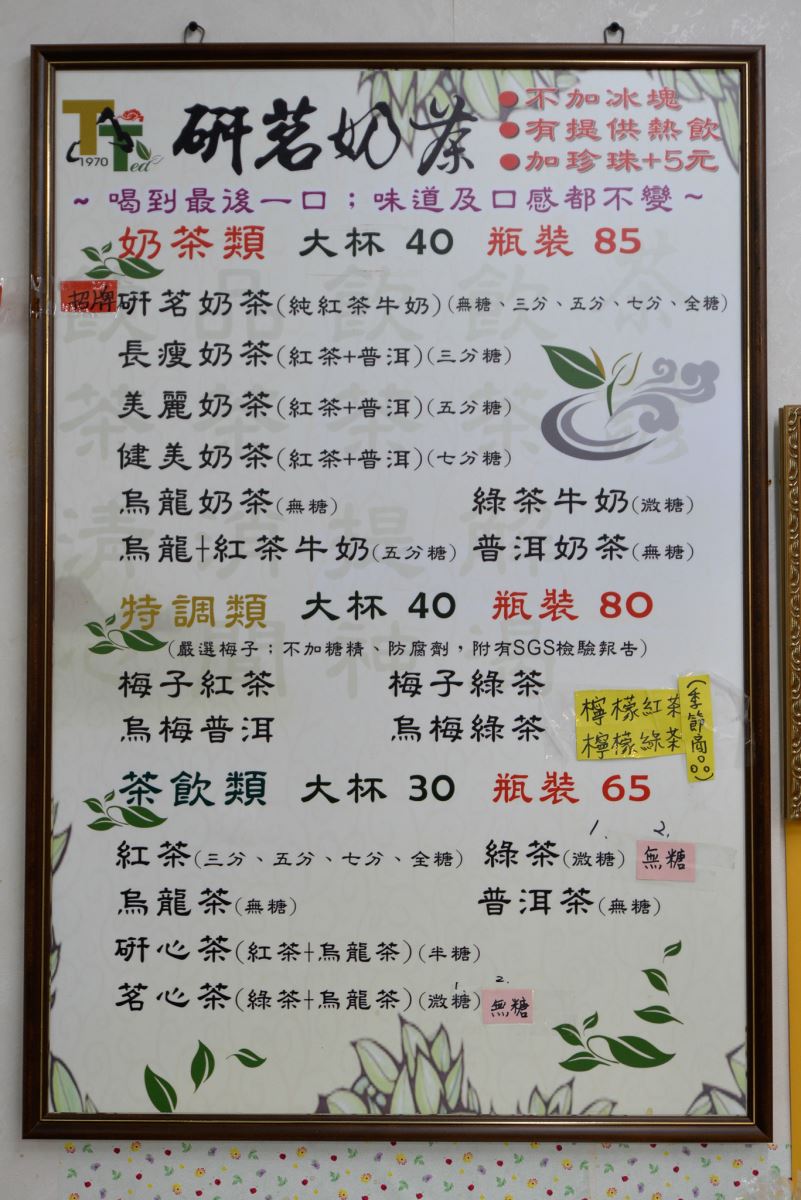 TTea 1970 研茗奶茶
●不加冰塊
●有提供熱飲
●加珍珠+5元
~喝到最後一口；味道及口感都不變~
奶茶類 大杯 40 瓶裝 85
招牌 研茗奶茶(純紅茶牛奶)(無糖、三分、五分、七分、全糖)
長瘦奶茶(紅茶+普洱)(三分糖)
美麗奶茶(紅茶+普洱)(五分糖)
健美奶茶(紅茶+普洱)(七分糖)
烏龍奶茶(無糖) 綠茶牛奶(微糖)
烏龍+紅茶牛奶(五分糖) 普洱奶茶(無糖)
特調類 大杯 40 瓶裝 80
(嚴選梅子；不加糖精、防腐劑，附有SGS檢驗報告)
梅子紅茶 梅子綠茶
烏梅普洱 烏梅綠茶
檸檬紅茶
檸檬綠茶
(季節商品)
茶飲類 大杯 30 瓶裝 65
紅茶(三分、五分、七分、全糖) 綠茶(微糖) 1. 2. 無糖
烏龍茶(無糖) 普洱茶(無糖)
研心茶(紅茶+烏龍茶)(半糖)
茗心茶(綠茶+烏龍茶)(微糖) 1. 2. 無糖